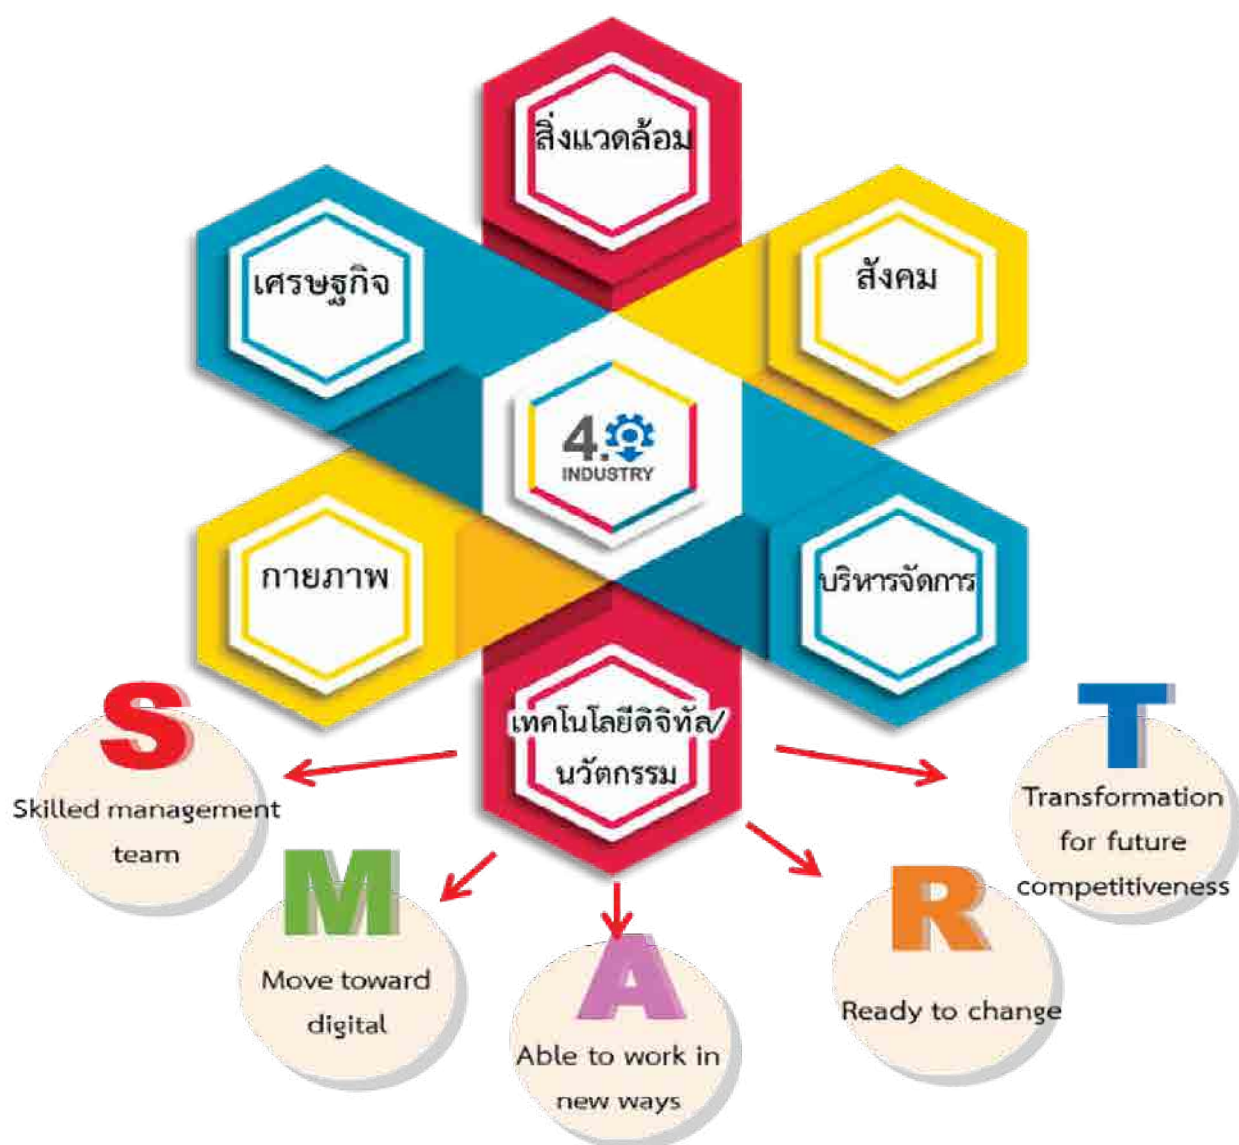 สิ่งแวดล้อม
เศรษฐกิจ
สังคม
4.0
INDUSTRY
กายภาพ
บริหารจัดการ
เทคโนโลยีดิจิทัล/
นวัตกรรม
S
Skilled management
team
M
Move toward
digital
A
Able to work in
new ways
R
Ready to change
T
Transformation
for future
competitiveness